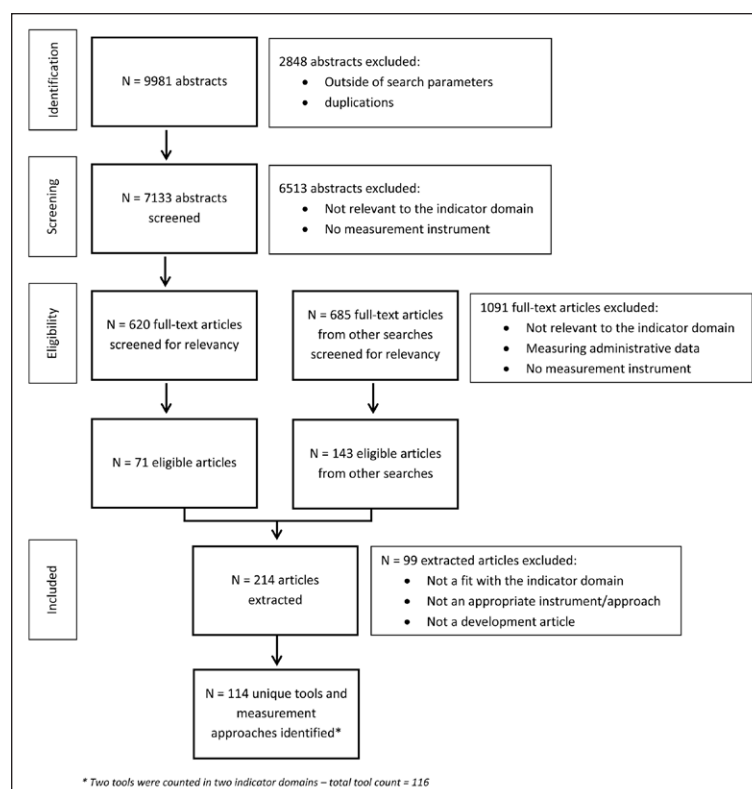 Identification
N = 9981 abstracts
2848 abstracts excluded:
• Outside of search parameters
• duplications
Screening
N = 7133 abstracts
screened
6513 abstracts excluded:
• Not relevant to the indicator domain
• No measurement instrument
Eligibility
N = 620 full-text articles
screened for relevancy
N = 685 full-text articles
from other searches
screened for relevancy
1091 full-text articles excluded:
• Not relevant to the indicator domain
• Measuring administrative data
• No measurement instrument
N = 71 eligible articles
N = 143 eligible articles
from other searches
Included
N = 214 articles
extracted
N = 99 extracted articles excluded:
• Not a fit with the indicator domain
• Not an appropriate instrument/approach
• Not a development article
N = 114 unique tools and
measurement
approaches identified*
* Two tools were counted in two indicator domains – total tool count = 116